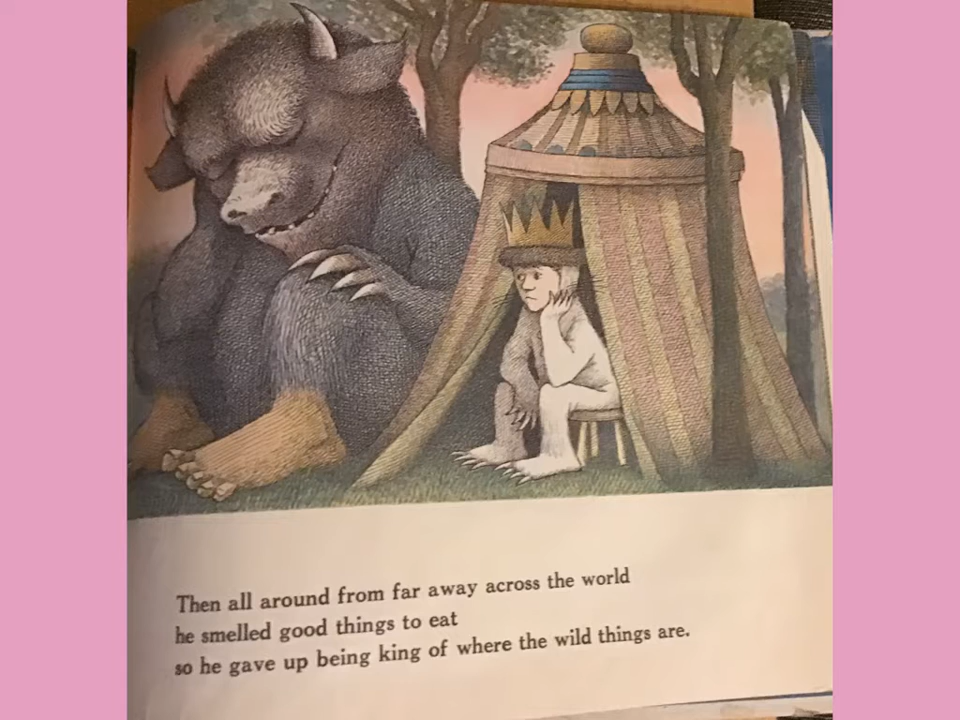 Then all around from far away across the world
he smelled good things to eat
so he gave up being king of where the wild things are.